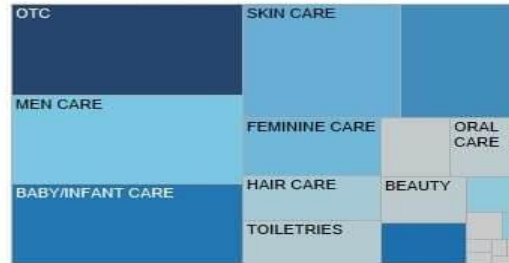 OTC
SKIN CARE
MEN CARE
FEMININE CARE
ORAL
CARE
BABY/INFANT CARE
HAIR CARE
BEAUTY
TOILETRIES